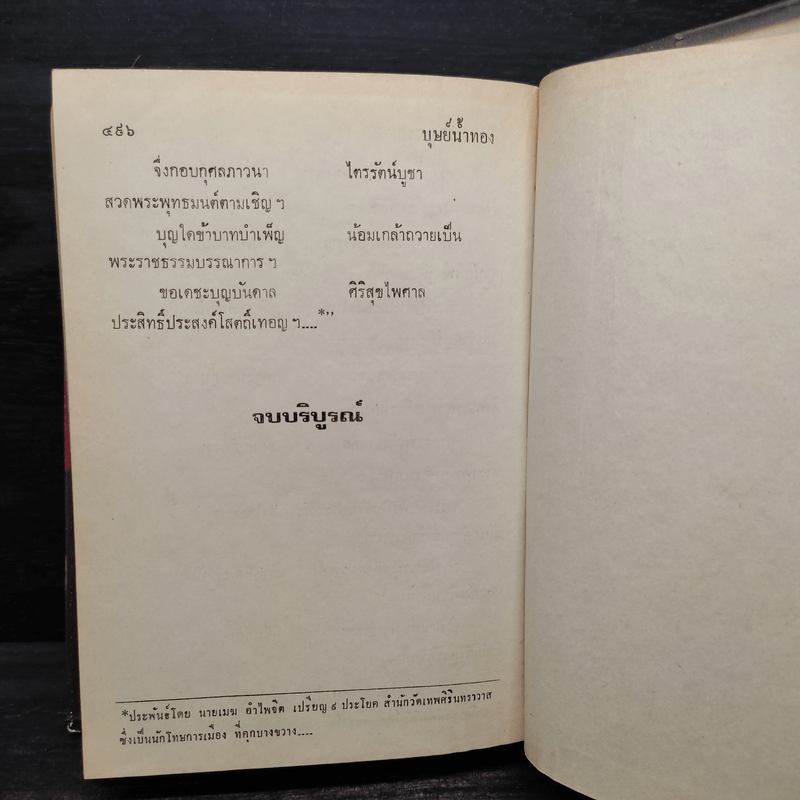 ๔๙๖ บุษย์น้ำทอง
จึ่งกอบกุศลภาวนา ไตรรัตน์บูชา
สวดพระพุทธมนต์ตามเชิญ ฯ
บุญใดข้าบาทบำเพ็ญ น้อมเกล้าถวายเป็น
พระราชธรรมบรรณาการ ฯ
ขอเดชะบุญบันดาล ศิริสุขไพศาล
ประสิทธิ์ประสงค์โสตถิ์เทอญ ฯ....*”
จบบริบูรณ์
*ประพันธ์โดย นายเมฆ อำไพจิต เปรียญ ๙ ประโยค สำนักวัดเทพศิรินทราวาส
ซึ่งเป็นนักโทษการเมือง ที่คุกบางขวาง....